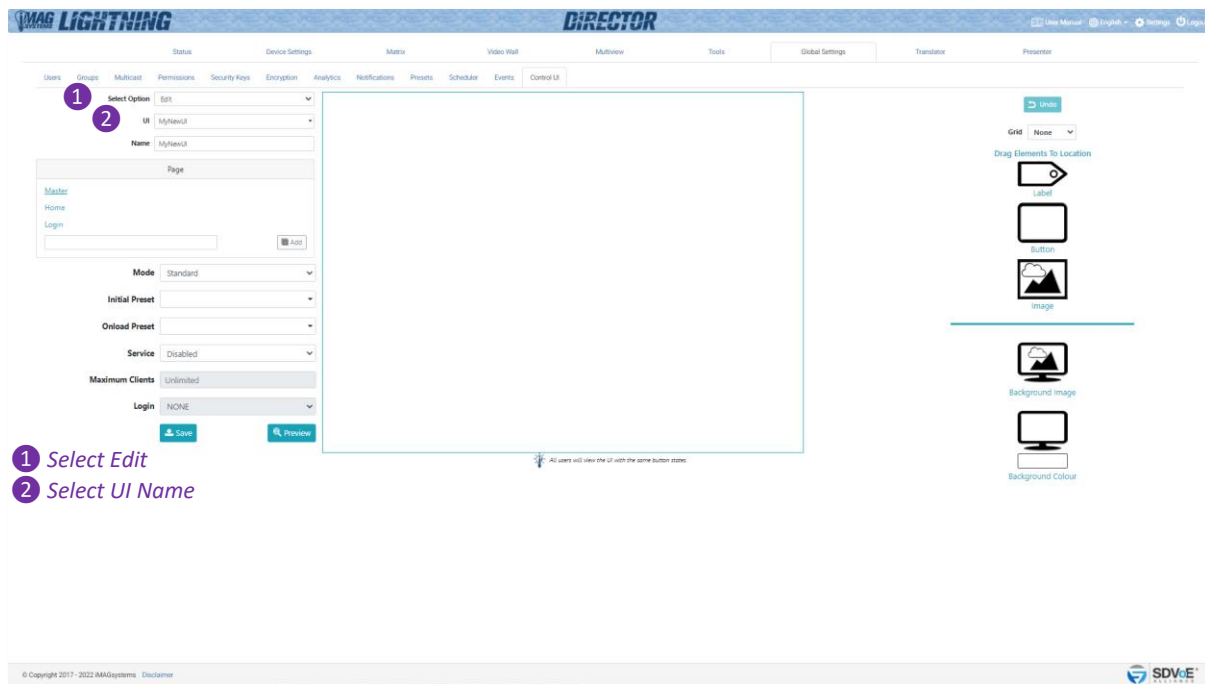 iMAG SYSTEMS LIGHTNING
DIRECTOR
User Manual English Settings Logout
Status Device Settings Matrix Video Wall Multiview Tools Global Settings Translator Presenter
Users Groups Multicast Permissions Security Keys Encryption Analytics Notifications Presets Scheduler Events Control UI
1 Select Option Edit
2 UI MyNewUI
Name MyNewUI
Page
Master
Home
Login
Add
Mode Standard
Initial Preset
Onload Preset
Service Disabled
Maximum Clients Unlimited
Login NONE
Save Preview
All users will view the UI with the same button states
Undo
Grid None
Drag Elements To Location
Label
Button
Image
Background Image
Background Colour
1 Select Edit
2 Select UI Name
© Copyright 2017 - 2022 iMAGsystems Disclaimer
SDVoE
ALLIANCE